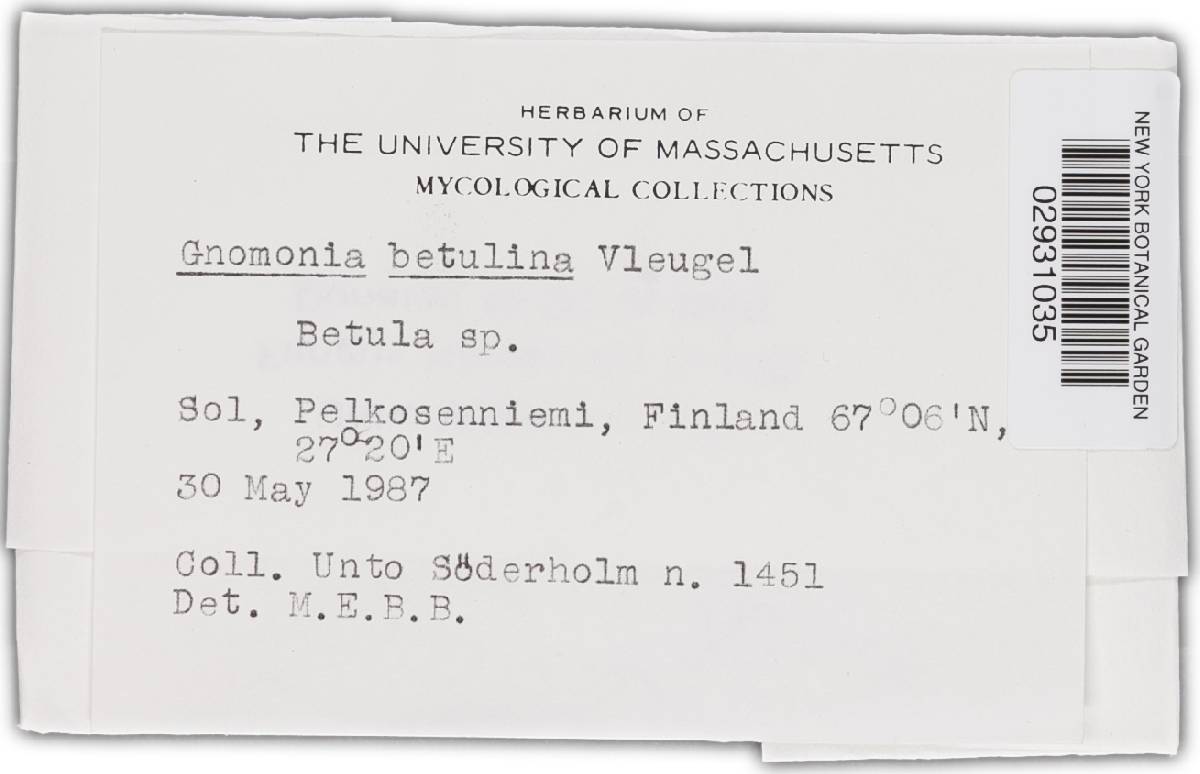 HERBARIUM OF
THE UNIVERSITY OF MASSACHUSETTS
MYCOLOGICAL COLLECTIONS
Gnomonia betulina Vleugel
Betula sp.
Sol, Pelkosenniemi, Finland 67°06'N,
27°20'E
30 May 1987
Coll. Unto Söderholm n. 1451
Det. M.E.B.B.
NEW YORK BOTANICAL GARDEN
02931035